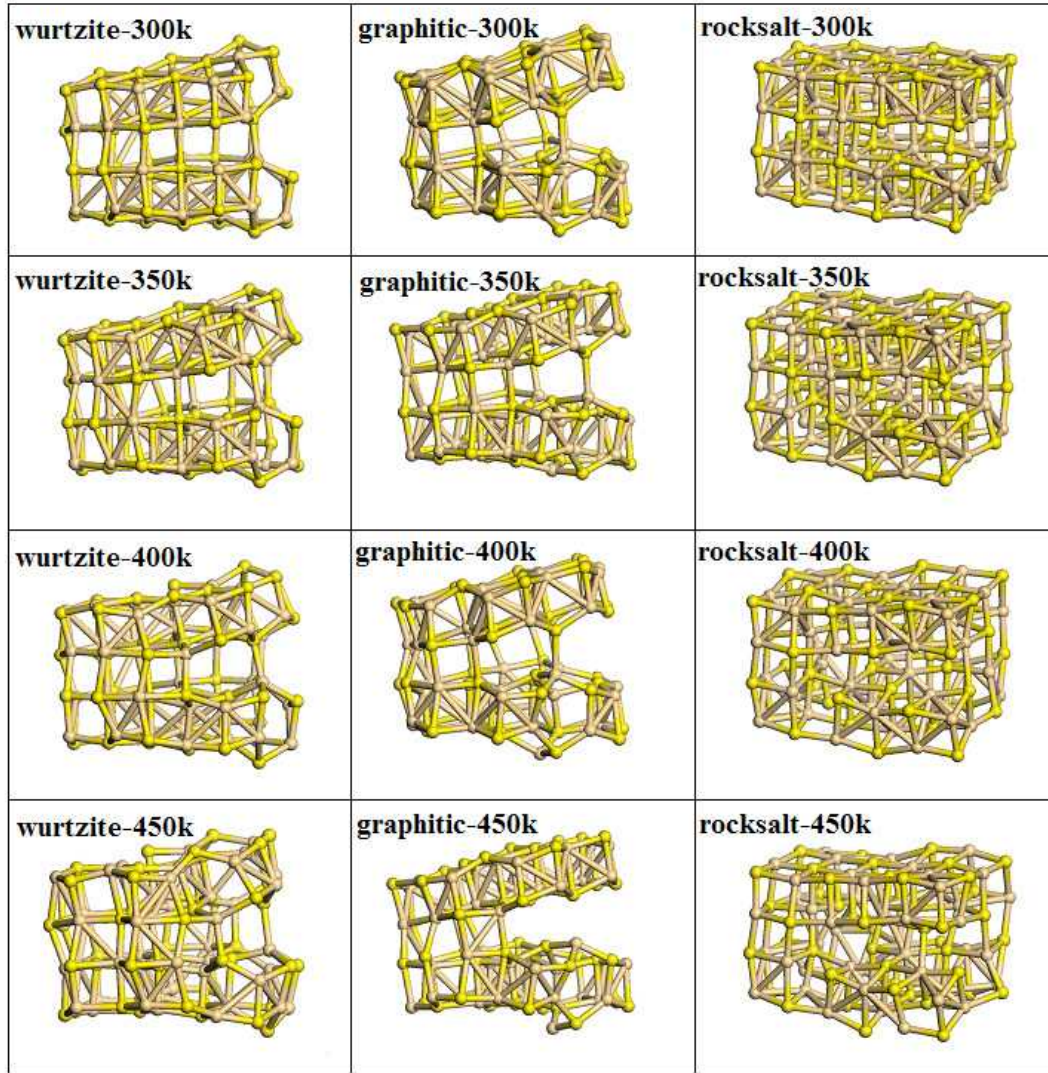 wurtzite-300k
graphitic-300k
rocksalt-300k
wurtzite-350k
graphitic-350k
rocksalt-350k
wurtzite-400k
graphitic-400k
rocksalt-400k
wurtzite-450k
graphitic-450k
rocksalt-450k